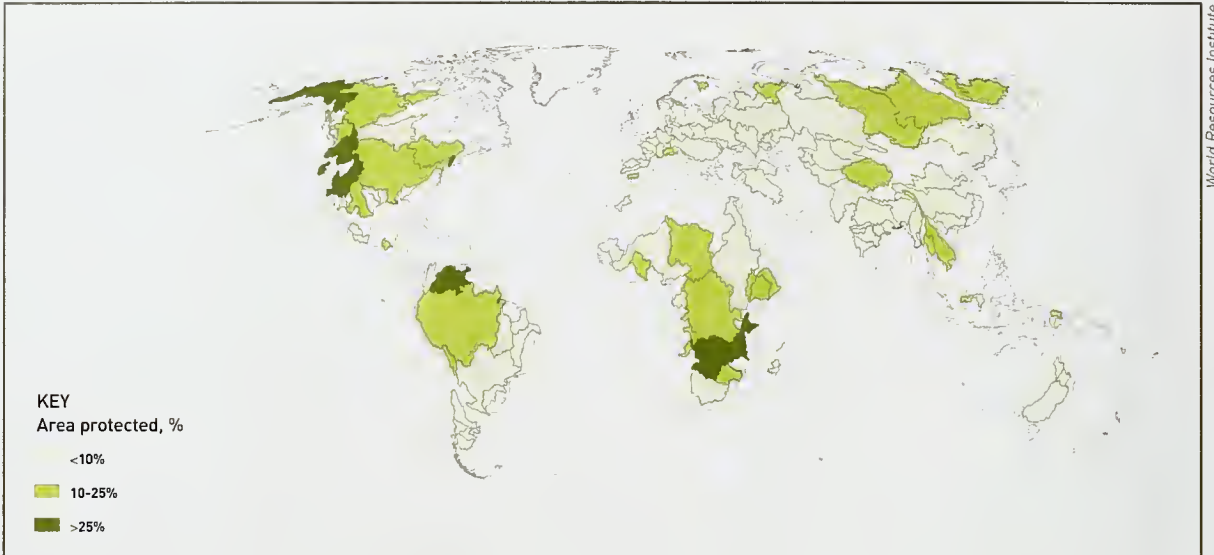 World Resources Institute
KEY
Area protected, %
<10%
10-25%
>25%